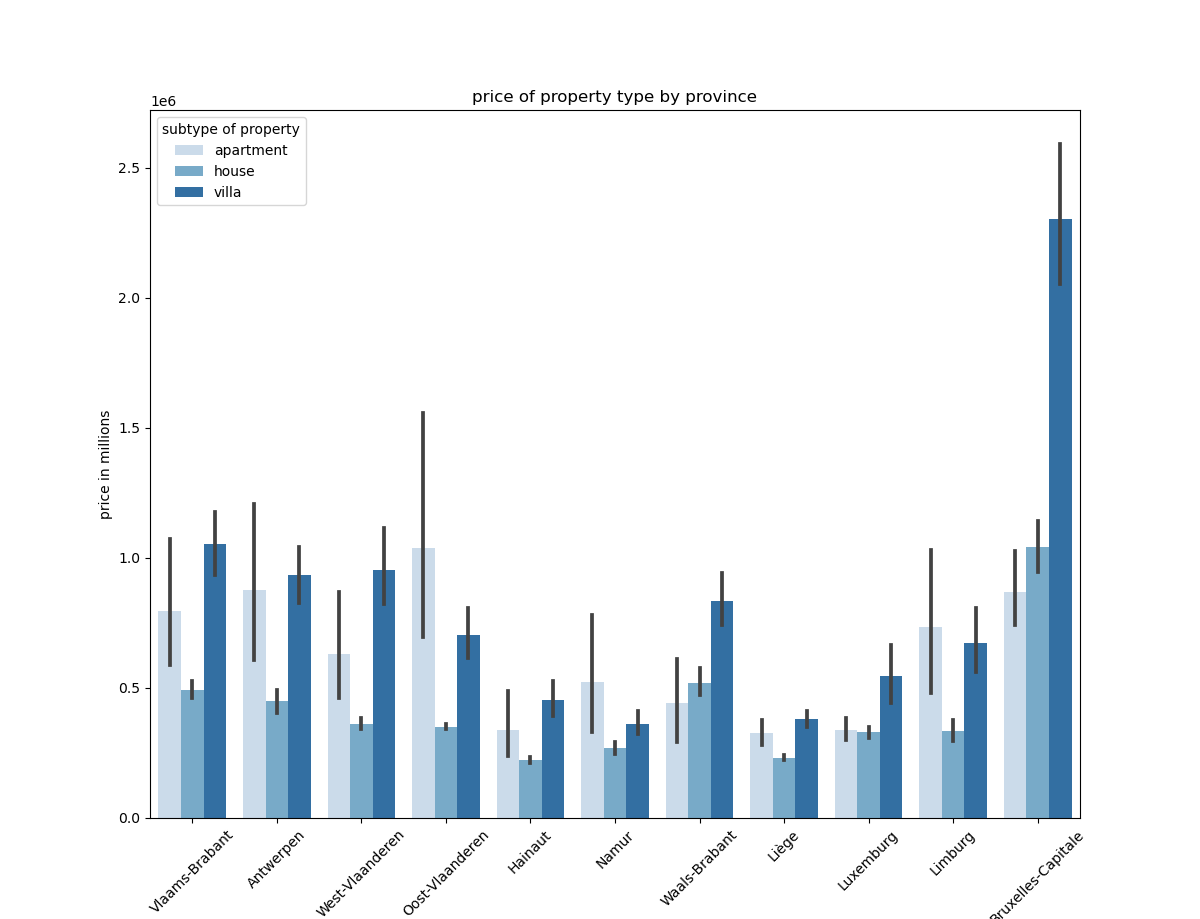 price of property type by province
1e6
subtype of property
apartment
house
villa
2.5
2.0
1.5
1.0
0.5
0.0
price in millions
Vlaams-Brabant
Antwerpen
West-Vlaanderen
Oost-Vlaanderen
Hainaut
Namur
Waals-Brabant
Liège
Luxemburg
Limburg
Bruxelles-Capitale